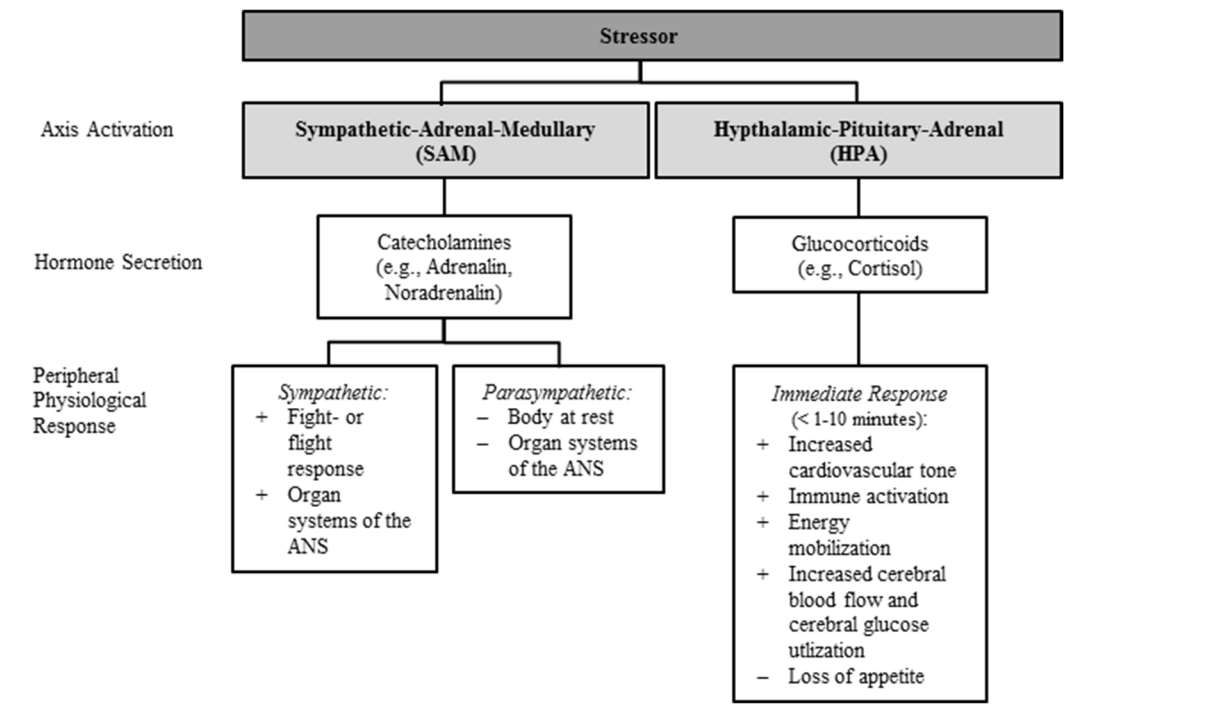 Stressor
Axis Activation
Sympathetic-Adrenal-Medullary
(SAM)
Hypthalamic-Pituitary-Adrenal
(HPA)
Hormone Secretion
Catecholamines
(e.g., Adrenalin,
Noradrenalin)
Glucocorticoids
(e.g., Cortisol)
Peripheral
Physiological
Response
Sympathetic:
+ Fight- or
flight
response
+ Organ
systems of the
ANS
Parasympathetic:
– Body at rest
– Organ systems
of the ANS
Immediate Response
(< 1-10 minutes):
+ Increased
cardiovascular tone
+ Immune activation
+ Energy
mobilization
+ Increased cerebral
blood flow and
cerebral glucose
utlization
– Loss of appetite